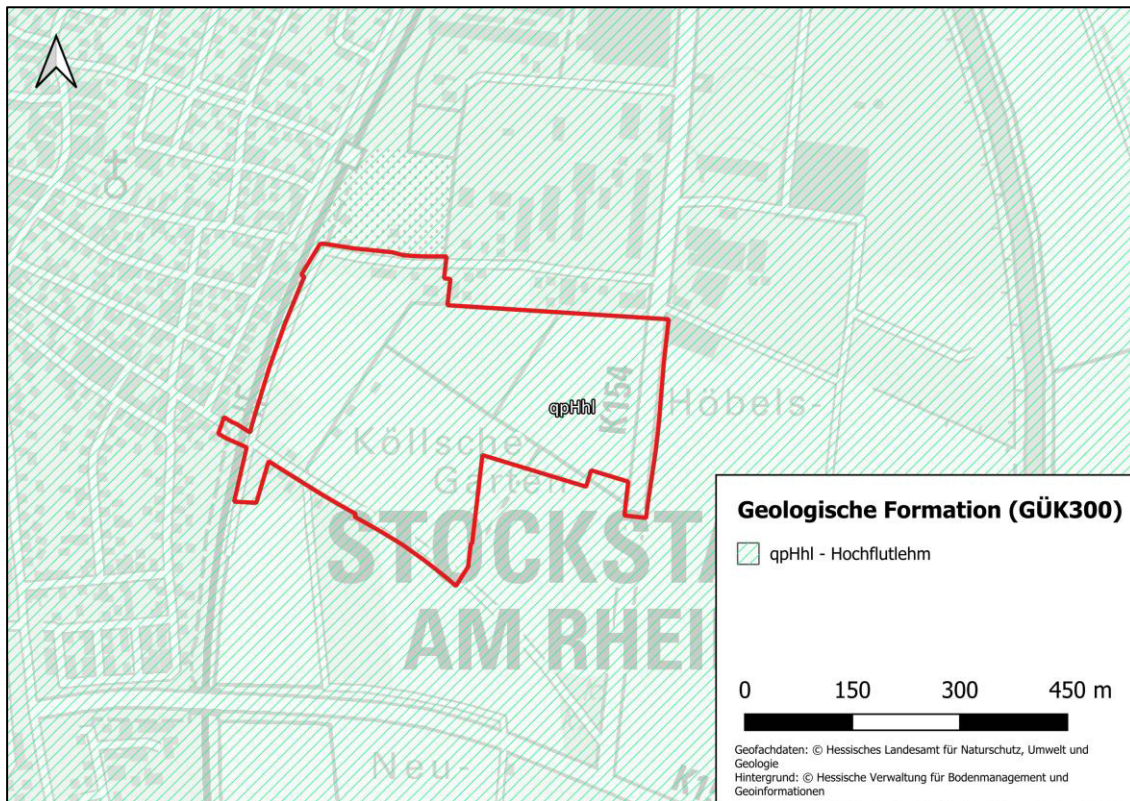 qpHhl
K154
Höbels-
Köllsche
Garten
STOCKSTA
AM RHEI
Neu-
Geologische Formation (GÜK300)
qpHhl - Hochflutlehm
0 150 300 450 m
Geofachdaten: © Hessisches Landesamt für Naturschutz, Umwelt und
Geologie
Hintergrund: © Hessische Verwaltung für Bodenmanagement und
Geoinformationen